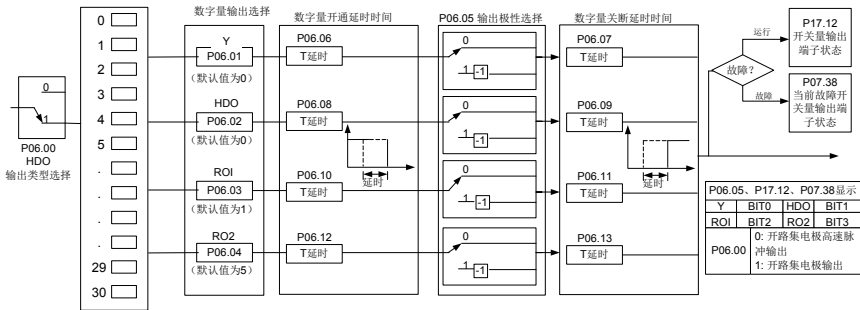 0
1
P06.00
HDO
输出类型选择
0
1
2
3
4
5
.
.
.
.
29
30
数字量输出选择
Y
P06.01
(默认值为0)
HDO
P06.02
(默认值为0)
ROI
P06.03
(默认值为1)
RO2
P06.04
(默认值为5)
数字量开通延时时间
P06.06
T延时
P06.08
T延时
延时
P06.10
T延时
P06.12
T延时
P06.05 输出极性选择
0
1 -1
0
1 -1
0
1 -1
0
1 -1
数字量关断延时时间
P06.07
T延时
P06.09
T延时
延时
P06.11
T延时
P06.13
T延时
故障?
运行
故障
P17.12
开关量输出
端子状态
P07.38
当前故障开
关量输出端
子状态
P06.05、P17.12、P07.38显示
Y BIT0 HDO BIT1
ROI BIT2 RO2 BIT3
P06.00
0: 开路集电极高速脉
冲输出
1: 开路集电极输出